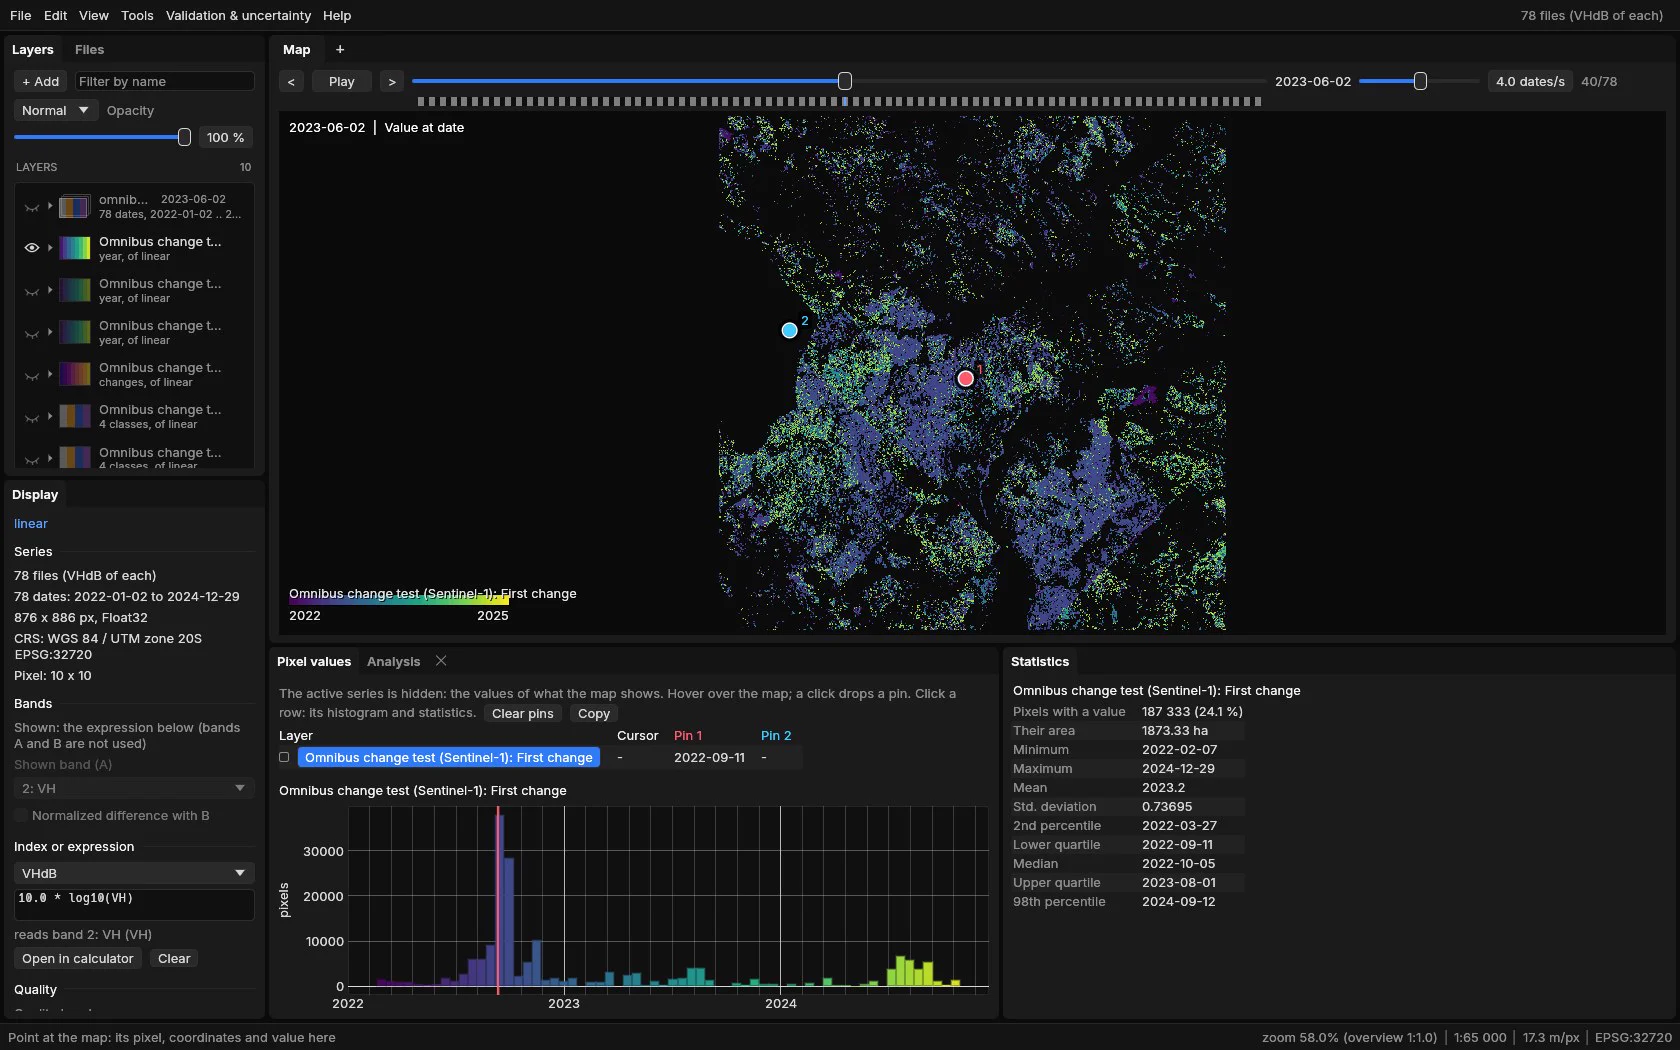 File Edit View Tools Validation & uncertainty Help
78 files (VHdB of each)
Layers Files
+ Add
Filter by name
Normal
Opacity
100 %
LAYERS 10
omnib... 2023-06-02
78 dates, 2022-01-02 .. 2...
Omnibus change t...
year, of linear
Omnibus change t...
year, of linear
Omnibus change t...
year, of linear
Omnibus change t...
changes, of linear
Omnibus change t...
4 classes, of linear
Omnibus change t...
4 classes, of linear
Display
linear
Series
78 files (VHdB of each)
78 dates: 2022-01-02 to 2024-12-29
876 x 886 px, Float32
CRS: WGS 84 / UTM zone 20S
EPSG:32720
Pixel: 10 x 10
Bands
Shown: the expression below (bands
A and B are not used)
Shown band (A)
2: VH
Normalized difference with B
Index or expression
VHdB
10.0 * log10(VH)
reads band 2: VH (VH)
Open in calculator Clear
Quality
Map +
< Play > 2023-06-02 4.0 dates/s 40/78
2023-06-02 | Value at date
2
1
Omnibus change test (Sentinel-1): First change
2022 2025
Pixel values Analysis
The active series is hidden: the values of what the map shows. Hover over the map; a click drops a pin. Click a
row: its histogram and statistics. Clear pins Copy
Layer Cursor Pin 1 Pin 2
Omnibus change test (Sentinel-1): First change - 2022-09-11 -
Omnibus change test (Sentinel-1): First change
pixels
30000
20000
10000
0
2022 2023 2024
Statistics
Omnibus change test (Sentinel-1): First change
Pixels with a value 187 333 (24.1 %)
Their area 1873.33 ha
Minimum 2022-02-07
Maximum 2024-12-29
Mean 2023.2
Std. deviation 0.73695
2nd percentile 2022-03-27
Lower quartile 2022-09-11
Median 2022-10-05
Upper quartile 2023-08-01
98th percentile 2024-09-12
Point at the map: its pixel, coordinates and value here
zoom 58.0% (overview 1:1.0) | 1:65 000 | 17.3 m/px | EPSG:32720